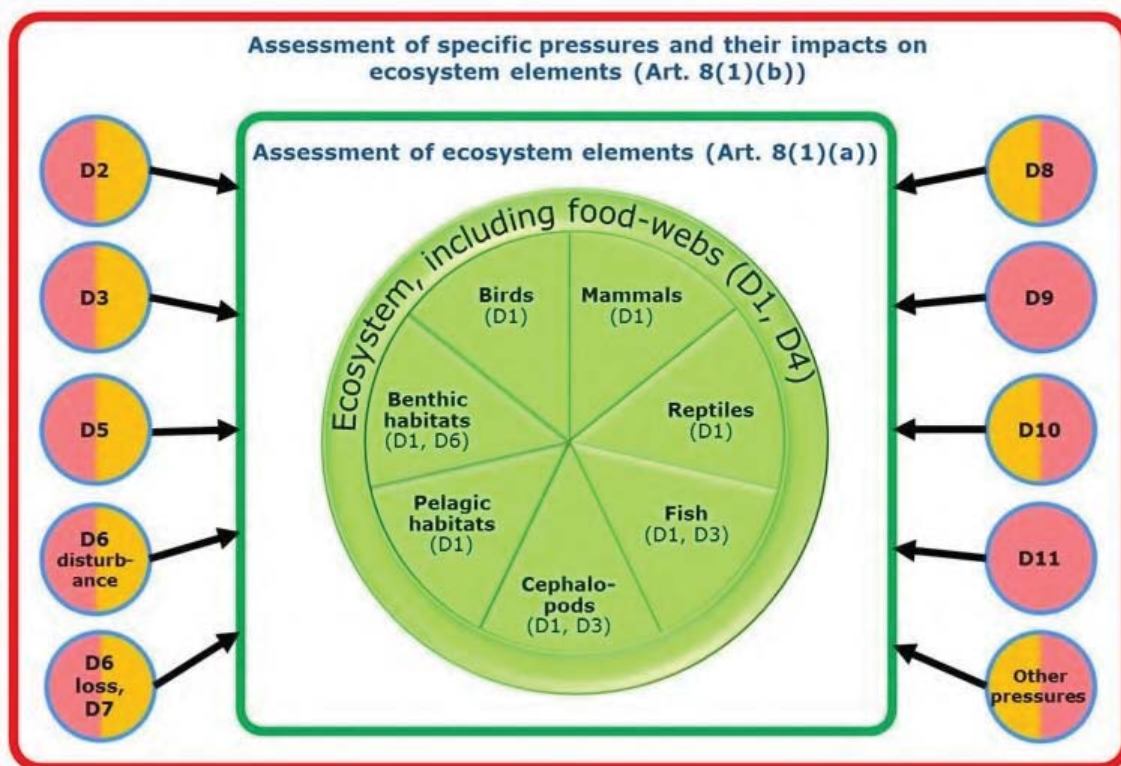 Assessment of specific pressures and their impacts on
ecosystem elements (Art. 8(1)(b))
Assessment of ecosystem elements (Art. 8(1)(a))
Ecosystem, including food-webs (D1, D4)
D2
D3
D5
D6
disturb-
ance
D6
loss,
D7
Birds
(D1)
Mammals
(D1)
Benthic
habitats
(D1, D6)
Reptiles
(D1)
Pelagic
habitats
(D1)
Fish
(D1, D3)
Cephalo-
pods
(D1, D3)
D8
D9
D10
D11
Other
pressures